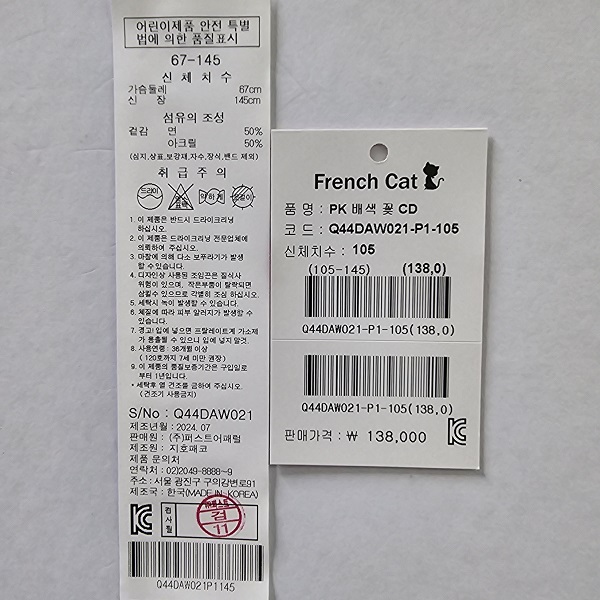 어린이제품 안전 특별
법에 의한 품질표시
67-145
신 체 치 수
가슴둘레 67cm
신 장 145cm
섬유의 조성
겉감 면 50%
아크릴 50%
(심지,상표,보강재,자수,장식,밴드 제외)
취 급 주 의
드라이
약하게
1. 이 제품은 반드시 드라이크리닝
하십시오.
2. 이 제품은 드라이크리닝 전문업체에
의뢰하여 주십시오.
3. 마찰에 의해 다소 보푸라기가 발생
할 수 있습니다.
4. 디자인상 사용된 조임끈은 질식사
위험이 있으며, 작은부품이 탈락되면
삼킬수 있으므로 각별히 조심 하십시오.
5. 세탁시 녹이 발생할 수 있습니다.
6. 체질에 따라 피부 알러지가 발생할 수
있습니다.
7. 경고! 입에 넣으면 프탈레이트계 가소제
가 용출될 수 있으니 입에 넣지 말것.
8. 사용연령 : 36개월 이상
(120호까지 7세 미만 권장)
9. 이 제품의 품질보증기간은 구입일로
부터 1년입니다.
* 세탁후 열 건조를 금하여 주십시오.
(건조기 사용금지)
S/No : Q44DAW021
제조년월 : 2024. 07
판매원 : (주)퍼스트어패럴
제조원 : 지호패코
제품 문의처
연락처 : 02)2049-8888~9
주소 : 서울 광진구 구의강변로91
제조국 : 한국(MADE IN KOREA)
검사필
검
11
Q44DAW021P1145
French Cat
품 명 : PK 배색 꽃 CD
코 드 : Q44DAW021-P1-105
신체치수 : 105
(105-145) (138,0)
Q44DAW021-P1-105(138,0)
Q44DAW021-P1-105(138,0)
판매가격 : ₩ 138,000